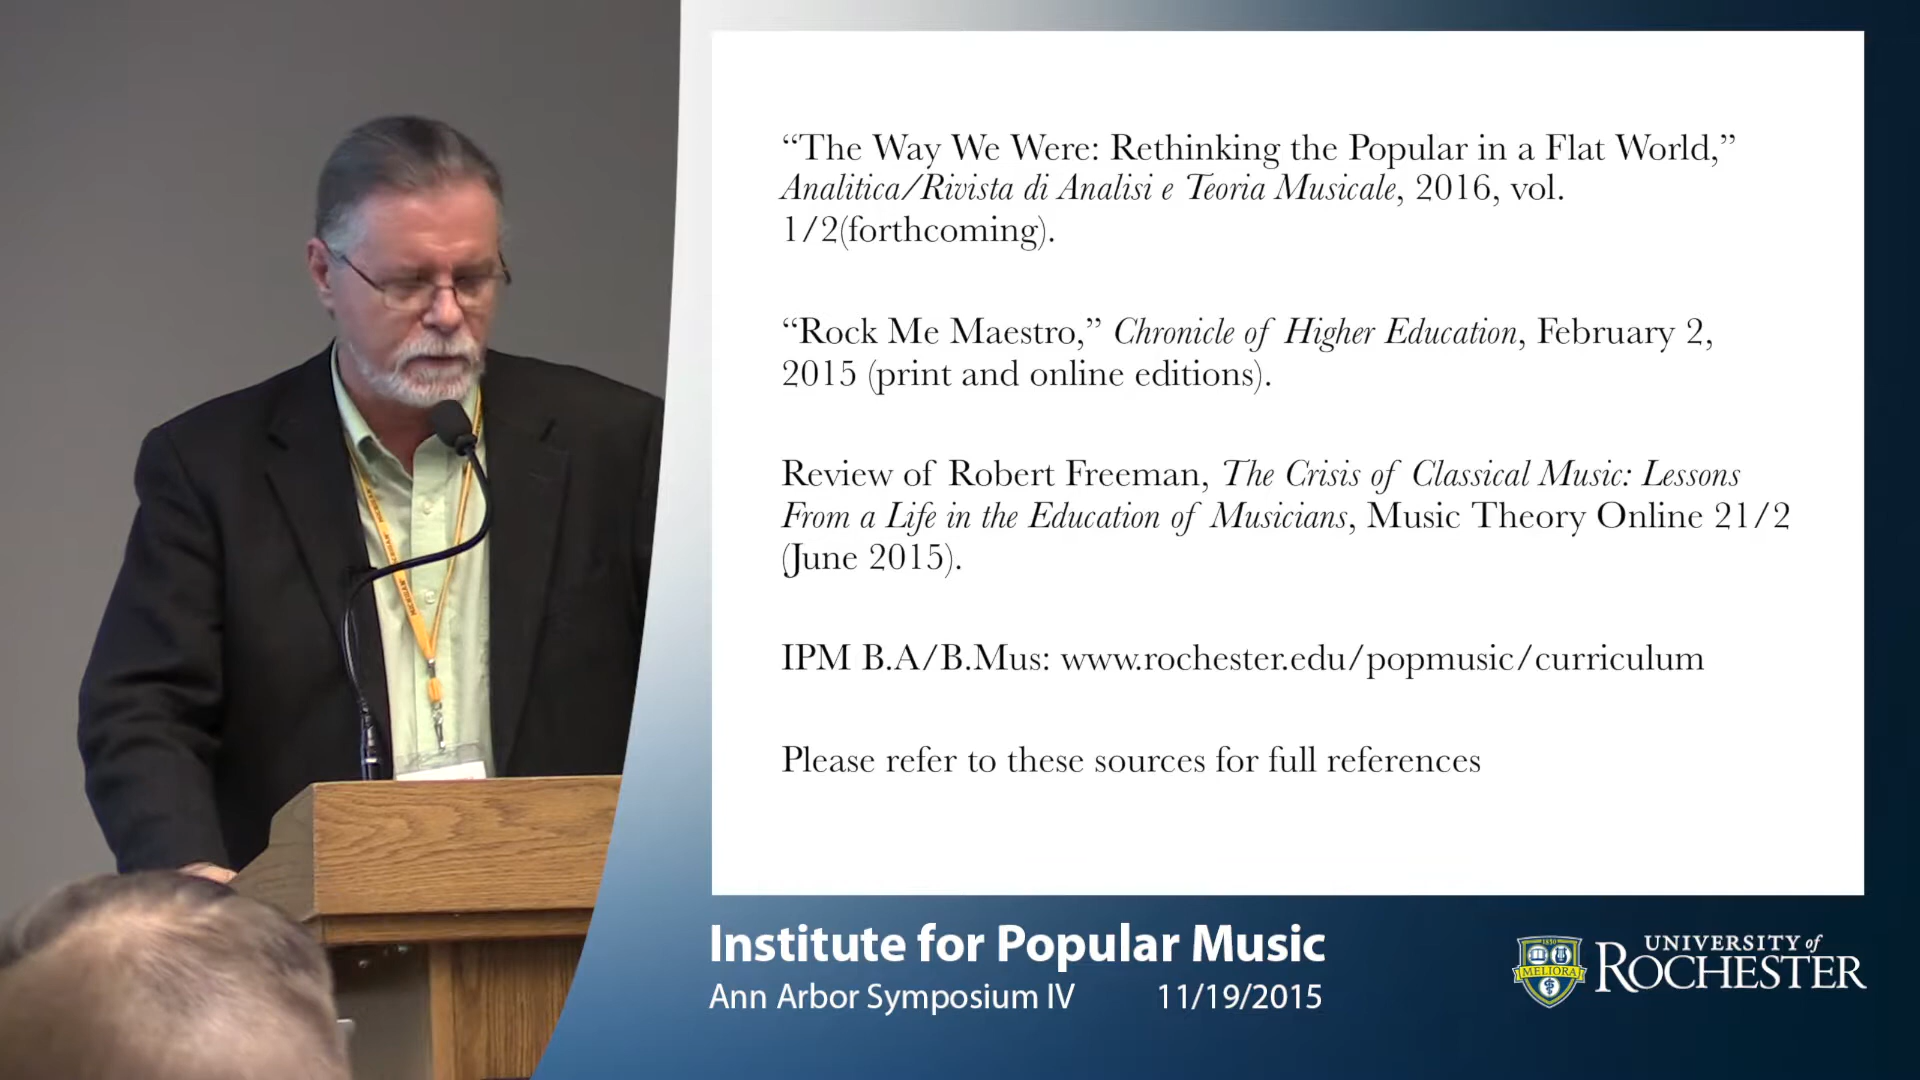 “The Way We Were: Rethinking the Popular in a Flat World,”
Analitica/Rivista di Analisi e Teoria Musicale, 2016, vol.
1/2(forthcoming).
“Rock Me Maestro,” Chronicle of Higher Education, February 2,
2015 (print and online editions).
Review of Robert Freeman, The Crisis of Classical Music: Lessons
From a Life in the Education of Musicians, Music Theory Online 21/2
(June 2015).
IPM B.A/B.Mus: www.rochester.edu/popmusic/curriculum
Please refer to these sources for full references
Institute for Popular Music
Ann Arbor Symposium IV 11/19/2015
1850
MELIORA
UNIVERSITY of
ROCHESTER